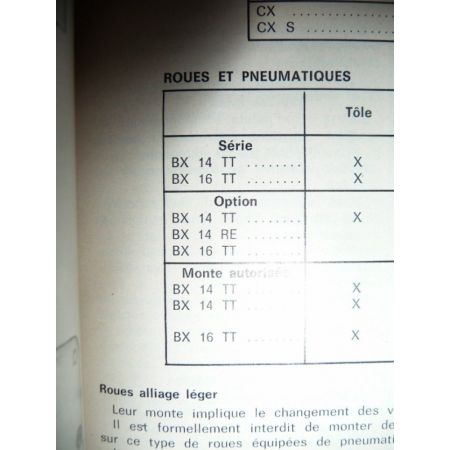 CX ..............
CX S ..............
ROUES ET PNEUMATIQUES
Tôle
Série
BX 14 TT ........ X
BX 16 TT ........ X
Option
BX 14 TT ........ X
BX 14 RE ........
BX 16 TT ........
Monte autorisée
BX 14 TT ........ X
BX 14 TT ........ X
BX 16 TT ........ X
Roues alliage léger
Leur monte implique le changement des v
Il est formellement interdit de monter de
sur ce type de roues équipées de pneumati